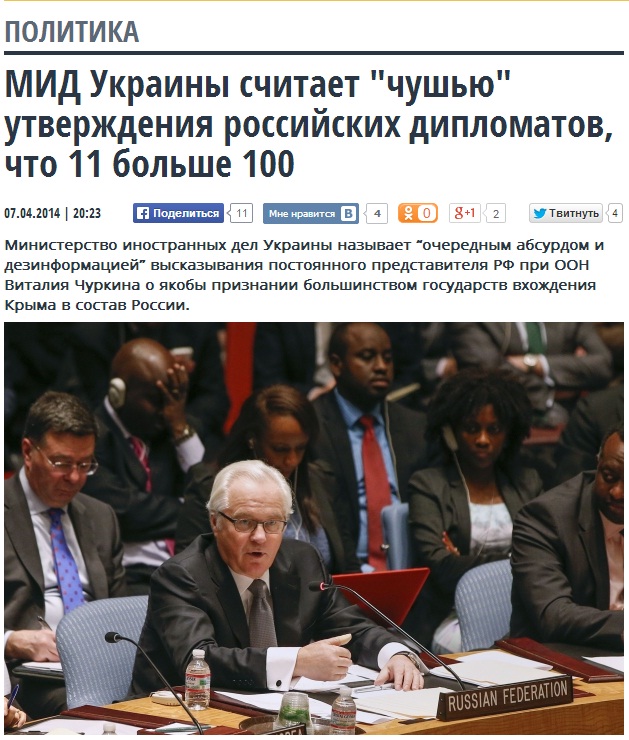 ПОЛИТИКА
МИД Украины считает "чушью"
утверждения российских дипломатов,
что 11 больше 100
07.04.2014 | 20:23 Поделиться 11 Мне нравится В 4 0 g+1 2 Твитнуть 4
Министерство иностранных дел Украины называет “очередным абсурдом и
дезинформацией” высказывания постоянного представителя РФ при ООН
Виталия Чуркина о якобы признании большинством государств вхождения
Крыма в состав России.
RUSSIAN FEDERATION